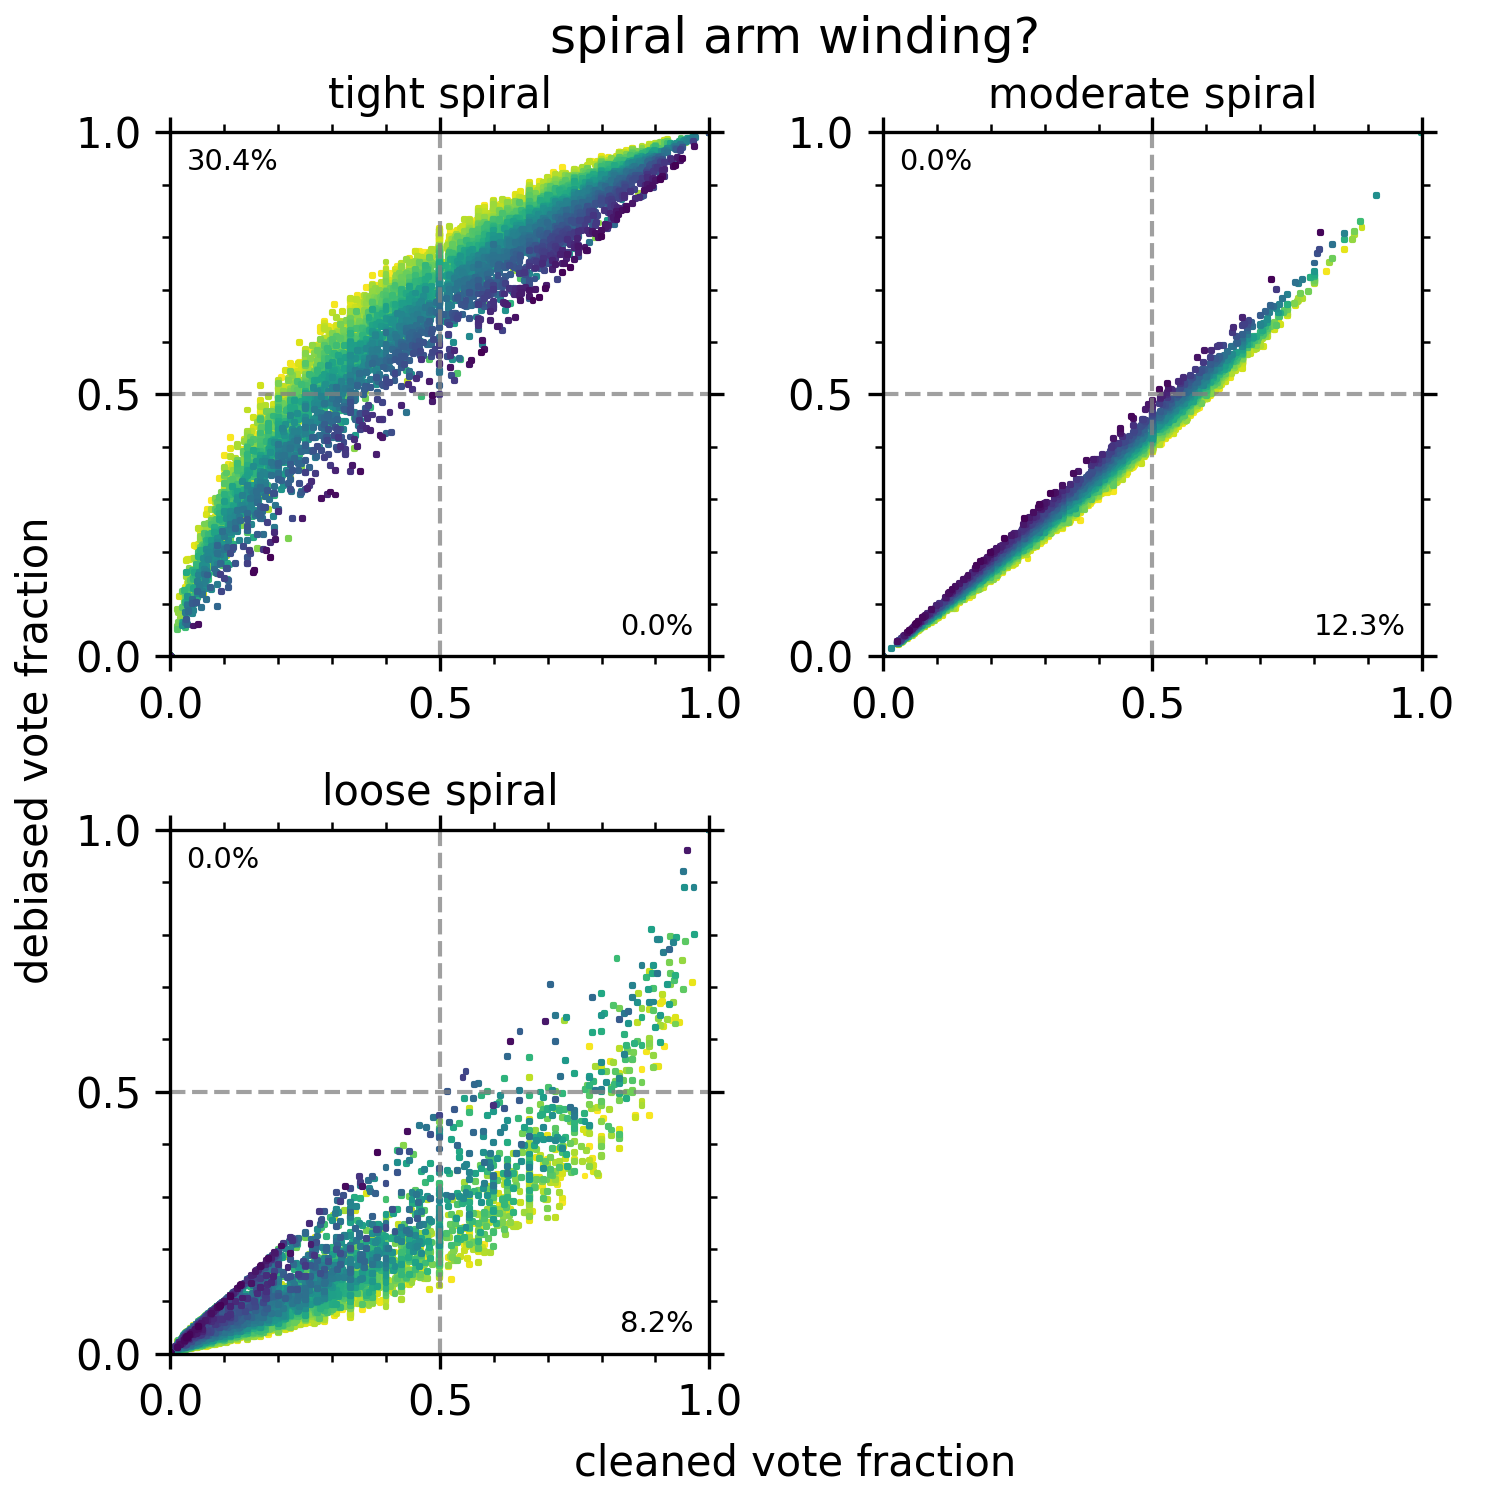 spiral arm winding?
tight spiral
1.0
0.5
0.0
30.4%
0.0%
0.0 0.5 1.0
moderate spiral
1.0
0.5
0.0
0.0%
12.3%
0.0 0.5 1.0
debiased vote fraction
loose spiral
1.0
0.5
0.0
0.0%
8.2%
0.0 0.5 1.0
cleaned vote fraction